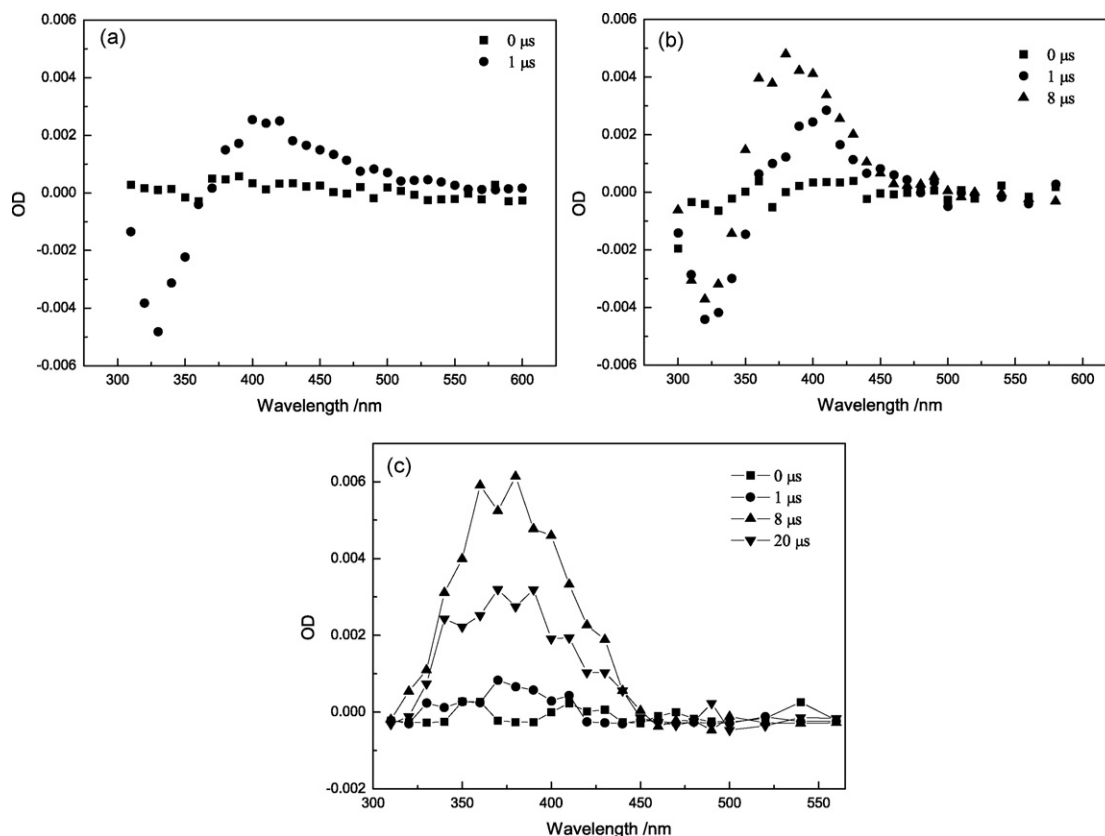 (a)
0 μs
1 μs
OD
0.006
0.004
0.002
0.000
-0.002
-0.004
-0.006
300 350 400 450 500 550 600
Wavelength /nm
(b)
0 μs
1 μs
8 μs
OD
0.006
0.004
0.002
0.000
-0.002
-0.004
-0.006
300 350 400 450 500 550 600
Wavelength /nm
(c)
0 μs
1 μs
8 μs
20 μs
OD
0.006
0.004
0.002
0.000
-0.002
300 350 400 450 500 550
Wavelength /nm